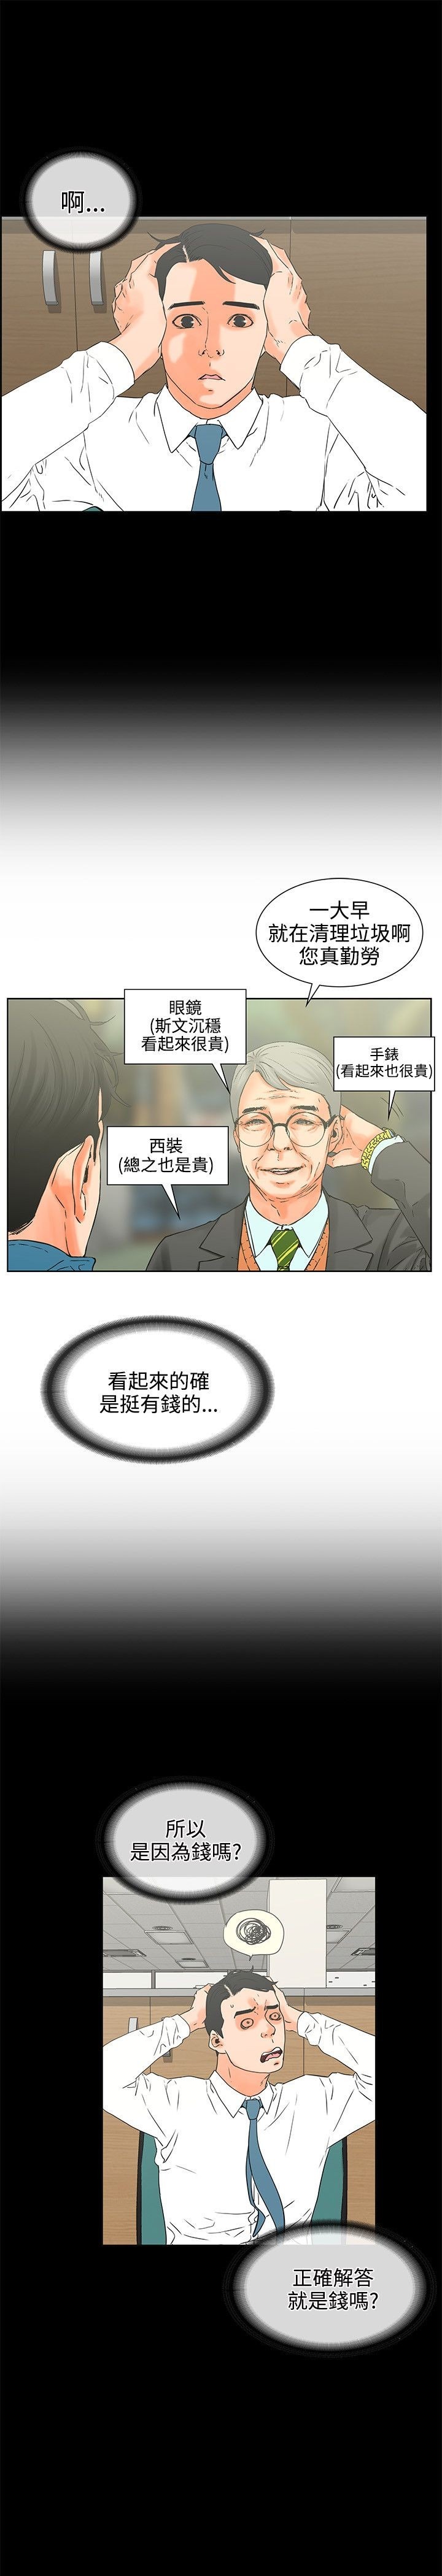 啊...
一大早
就在清理垃圾啊
您真勤勞
眼鏡
(斯文沉穩
看起來很貴)
手錶
(看起來也很貴)
西裝
(總之也是貴)
看起來的確
是挺有錢的...
所以
是因為錢嗎?
正確解答
就是錢嗎?